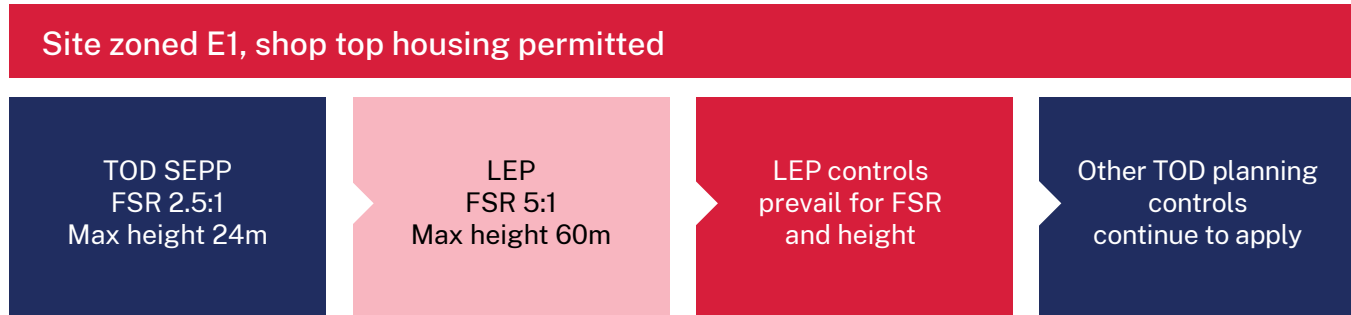 Site zoned E1, shop top housing permitted
TOD SEPP
FSR 2.5:1
Max height 24m
LEP
FSR 5:1
Max height 60m
LEP controls
prevail for FSR
and height
Other TOD planning
controls
continue to apply